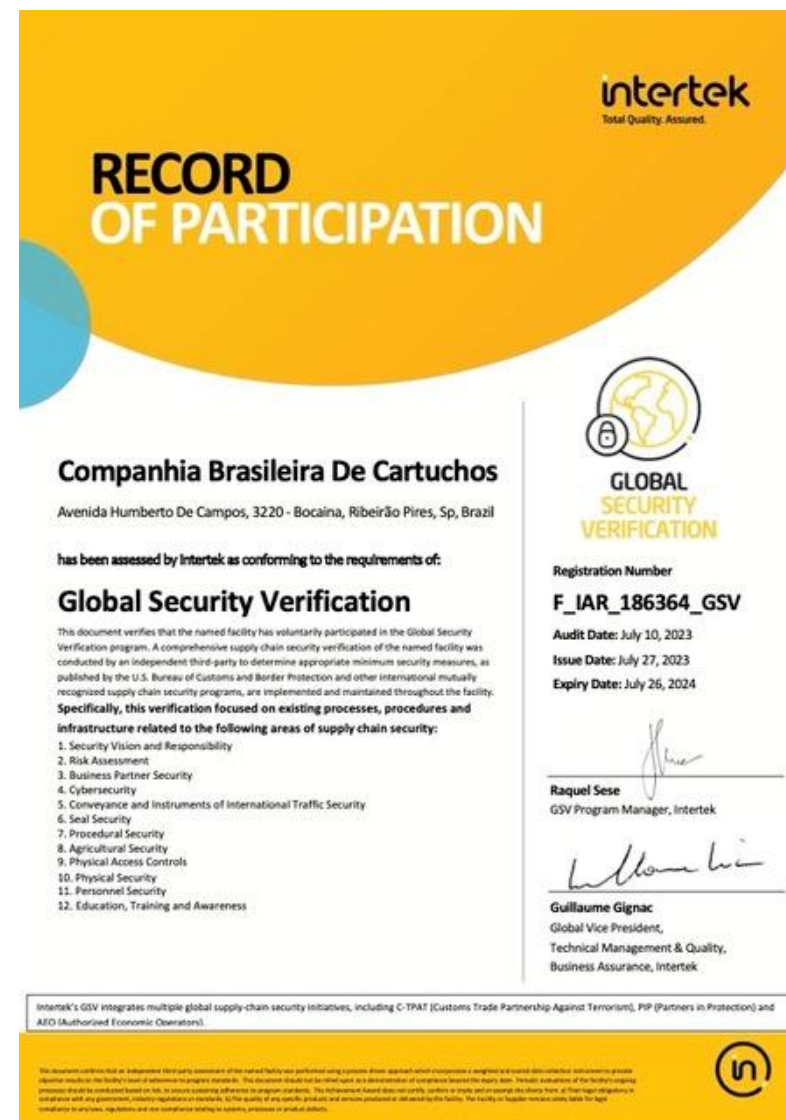 intertek
Total Quality. Assured.
RECORD
OF PARTICIPATION
Companhia Brasileira De Cartuchos
Avenida Humberto De Campos, 3220 - Bocaina, Ribeirão Pires, Sp, Brazil
has been assessed by Intertek as conforming to the requirements of:
Global Security Verification
This document verifies that the named facility has voluntarily participated in the Global Security
Verification program. A comprehensive supply chain security verification of the named facility was
conducted by an independent third-party to determine appropriate minimum security measures, as
published by the U.S. Bureau of Customs and Border Protection and other international mutually
recognized supply chain security programs, are implemented and maintained throughout the facility.
Specifically, this verification focused on existing processes, procedures and
infrastructure related to the following areas of supply chain security:
1. Security Vision and Responsibility
2. Risk Assessment
3. Business Partner Security
4. Cybersecurity
5. Conveyance and Instruments of International Traffic Security
6. Seal Security
7. Procedural Security
8. Agricultural Security
9. Physical Access Controls
10. Physical Security
11. Personnel Security
12. Education, Training and Awareness
GLOBAL
SECURITY
VERIFICATION
Registration Number
F_IAR_186364_GSV
Audit Date: July 10, 2023
Issue Date: July 27, 2023
Expiry Date: July 26, 2024
Raquel Sese
GSV Program Manager, Intertek
Guillaume Gignac
Global Vice President,
Technical Management & Quality,
Business Assurance, Intertek
Intertek's GSV integrates multiple global supply-chain security initiatives, including C-TPAT (Customs Trade Partnership Against Terrorism), PIP (Partners in Protection) and
AEO (Authorized Economic Operators).
in